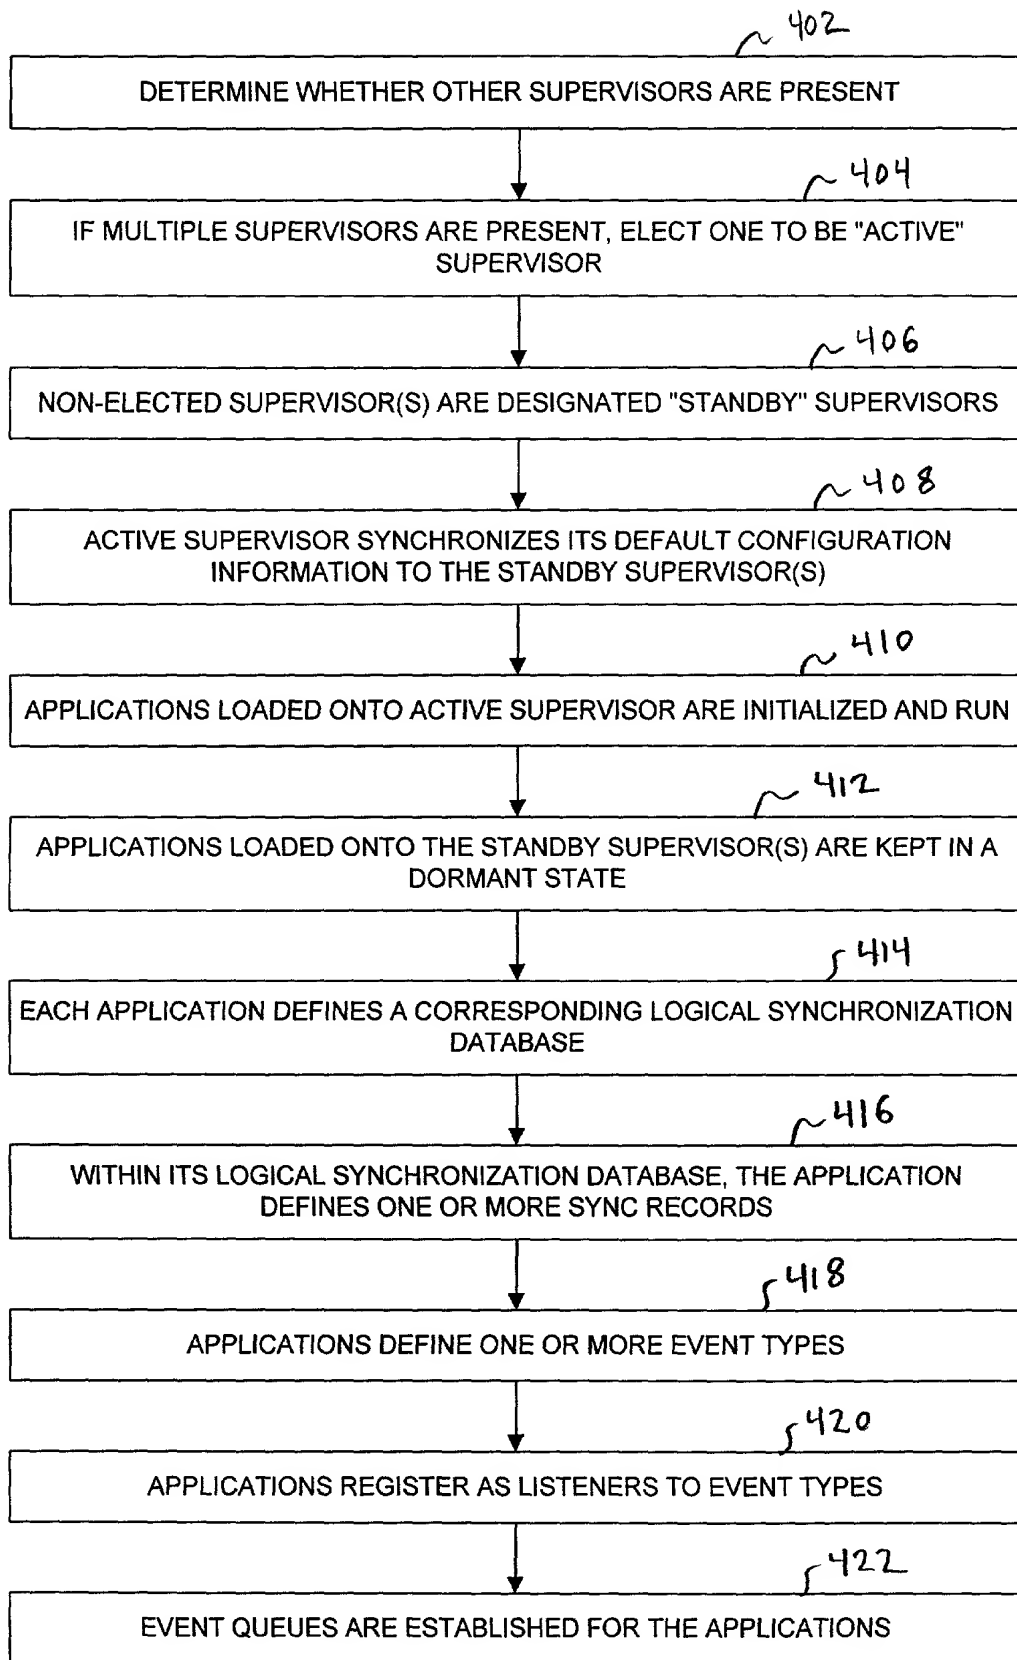 402
DETERMINE WHETHER OTHER SUPERVISORS ARE PRESENT
404
IF MULTIPLE SUPERVISORS ARE PRESENT, ELECT ONE TO BE "ACTIVE"
SUPERVISOR
406
NON-ELECTED SUPERVISOR(S) ARE DESIGNATED "STANDBY" SUPERVISORS
408
ACTIVE SUPERVISOR SYNCHRONIZES ITS DEFAULT CONFIGURATION
INFORMATION TO THE STANDBY SUPERVISOR(S)
410
APPLICATIONS LOADED ONTO ACTIVE SUPERVISOR ARE INITIALIZED AND RUN
412
APPLICATIONS LOADED ONTO THE STANDBY SUPERVISOR(S) ARE KEPT IN A
DORMANT STATE
414
EACH APPLICATION DEFINES A CORRESPONDING LOGICAL SYNCHRONIZATION
DATABASE
416
WITHIN ITS LOGICAL SYNCHRONIZATION DATABASE, THE APPLICATION
DEFINES ONE OR MORE SYNC RECORDS
418
APPLICATIONS DEFINE ONE OR MORE EVENT TYPES
420
APPLICATIONS REGISTER AS LISTENERS TO EVENT TYPES
422
EVENT QUEUES ARE ESTABLISHED FOR THE APPLICATIONS